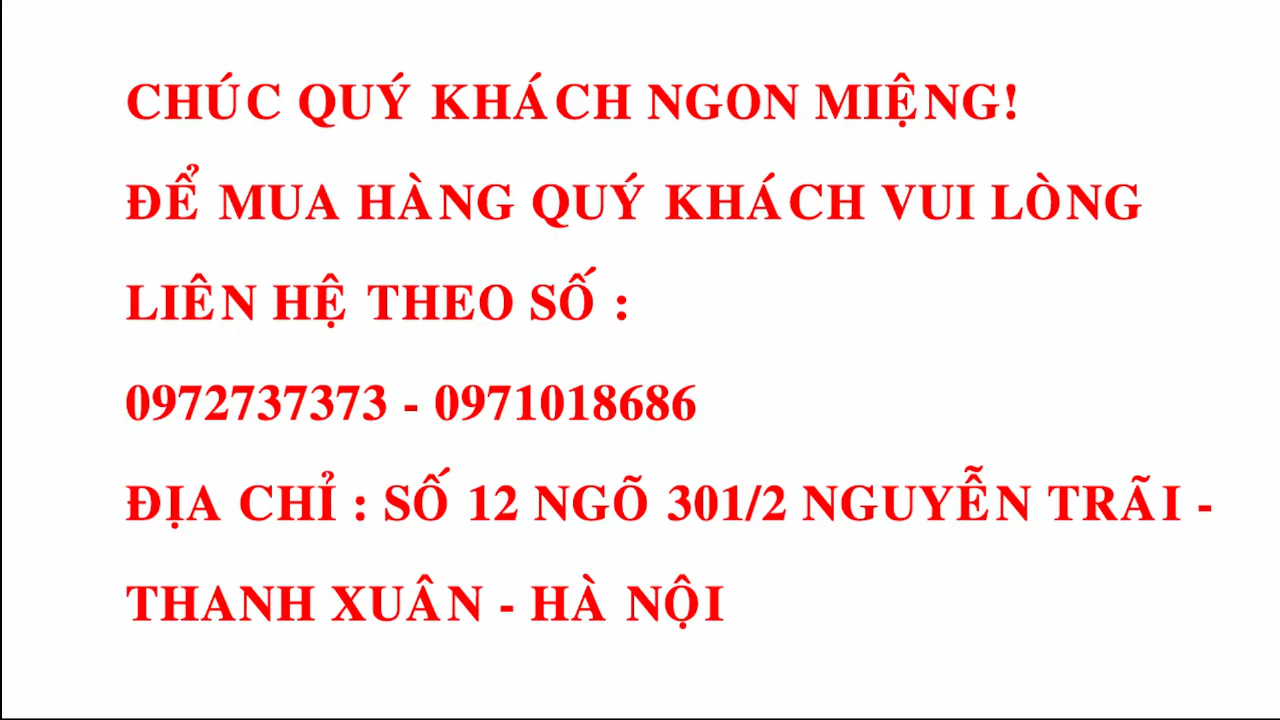 CHÚC QUÝ KHÁCH NGON MIỆNG!
ĐỂ MUA HÀNG QUÝ KHÁCH VUI LÒNG
LIÊN HỆ THEO SỐ :
0972737373 - 0971018686
ĐỊA CHỈ : SỐ 12 NGÕ 301/2 NGUYỄN TRÃI -
THANH XUÂN - HÀ NỘI